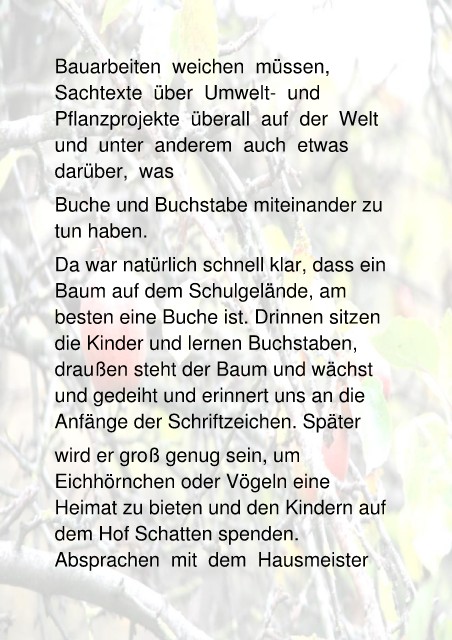 Bauarbeiten weichen müssen,
Sachtexte über Umwelt- und
Pflanzprojekte überall auf der Welt
und unter anderem auch etwas
darüber, was
Buche und Buchstabe miteinander zu
tun haben.
Da war natürlich schnell klar, dass ein
Baum auf dem Schulgelände, am
besten eine Buche ist. Drinnen sitzen
die Kinder und lernen Buchstaben,
draußen steht der Baum und wächst
und gedeiht und erinnert uns an die
Anfänge der Schriftzeichen. Später
wird er groß genug sein, um
Eichhörnchen oder Vögeln eine
Heimat zu bieten und den Kindern auf
dem Hof Schatten spenden.
Absprachen mit dem Hausmeister